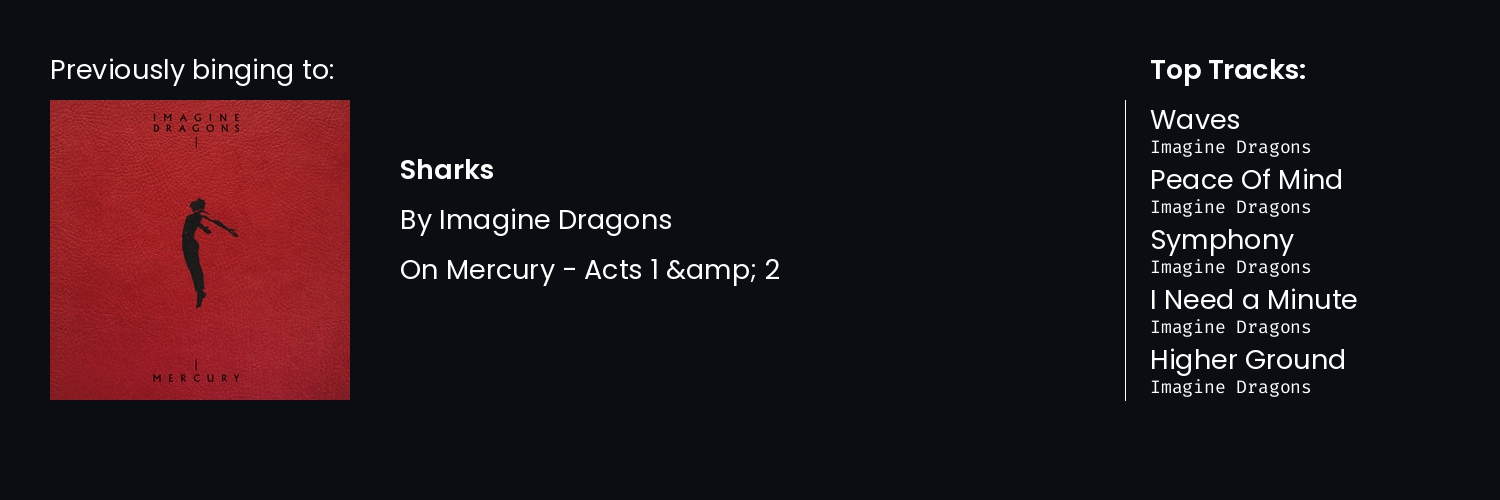 Previously binging to:
IMAGINE
DRAGONS
MERCURY
Sharks
By Imagine Dragons
On Mercury - Acts 1 &amp; 2
Top Tracks:
Waves
Imagine Dragons
Peace Of Mind
Imagine Dragons
Symphony
Imagine Dragons
I Need a Minute
Imagine Dragons
Higher Ground
Imagine Dragons